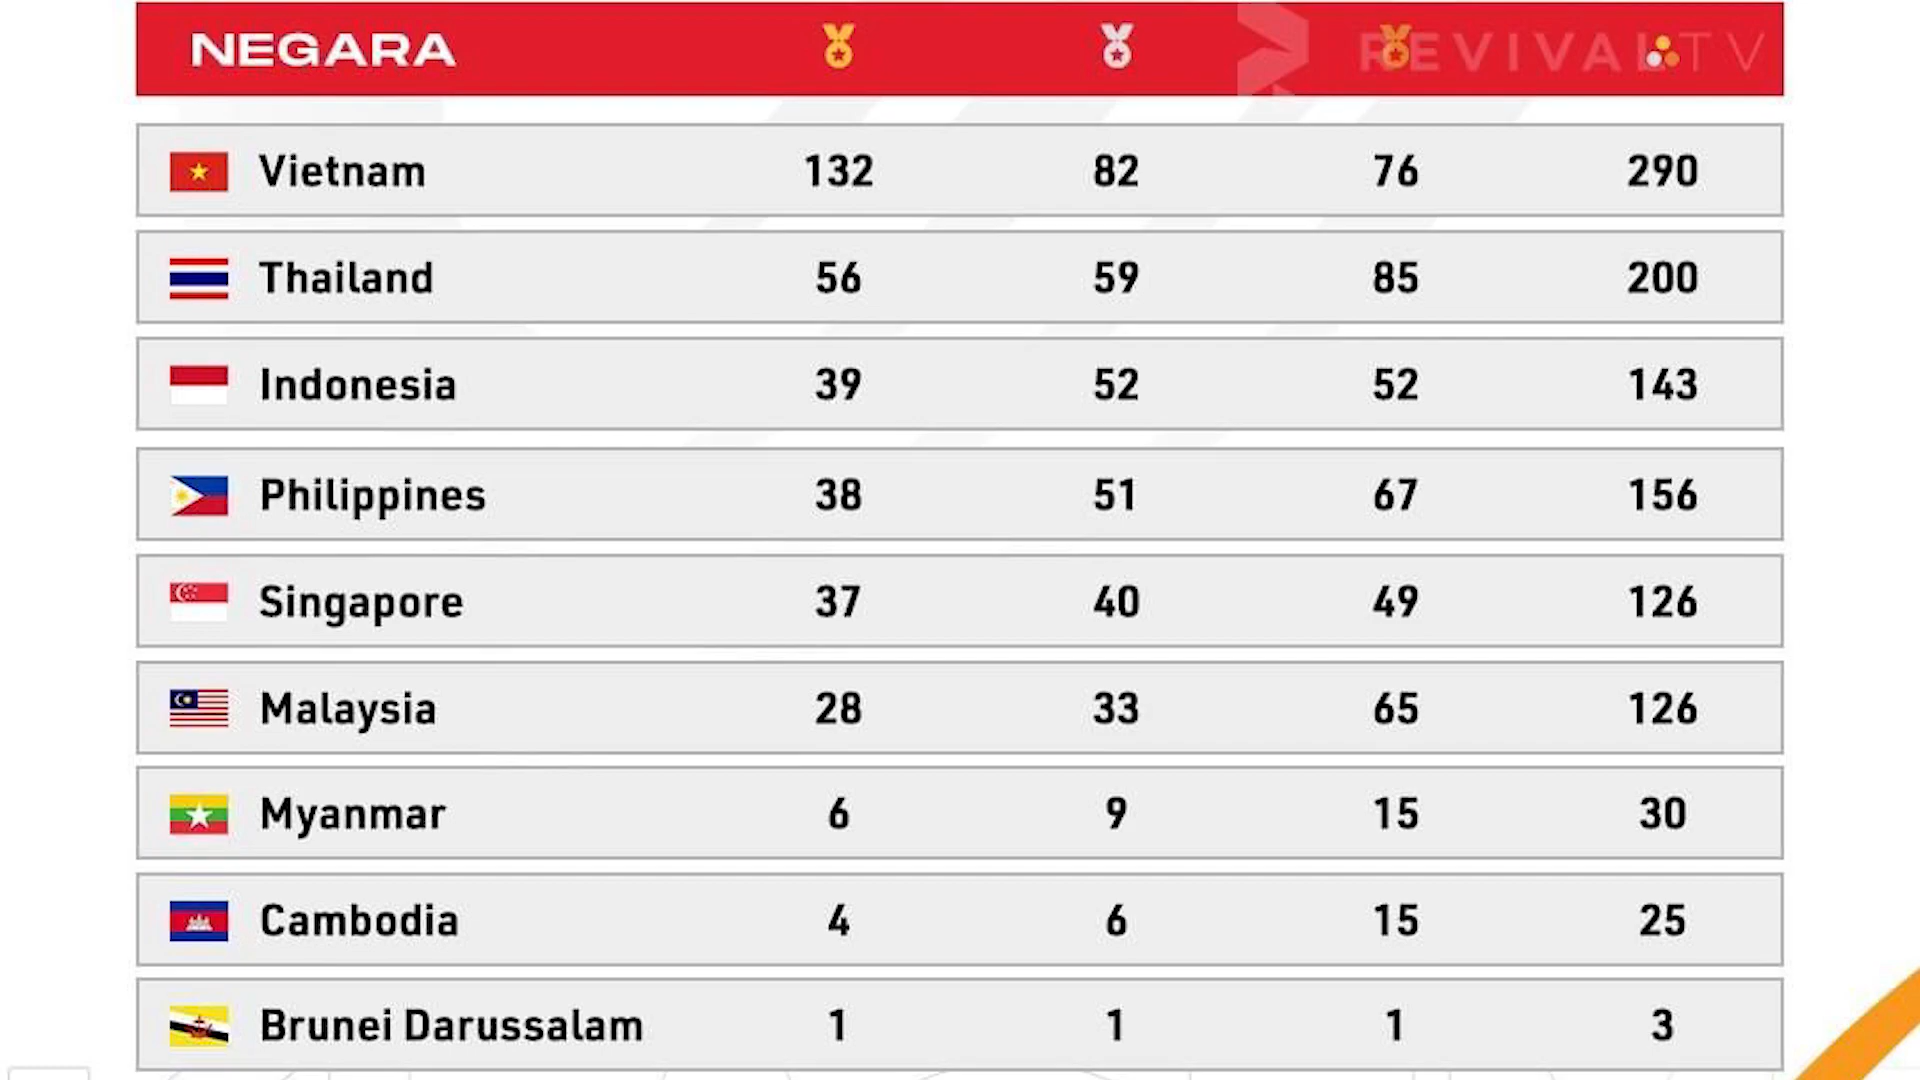 NEGARA REVIVALTV
Vietnam 132 82 76 290
Thailand 56 59 85 200
Indonesia 39 52 52 143
Philippines 38 51 67 156
Singapore 37 40 49 126
Malaysia 28 33 65 126
Myanmar 6 9 15 30
Cambodia 4 6 15 25
Brunei Darussalam 1 1 1 3